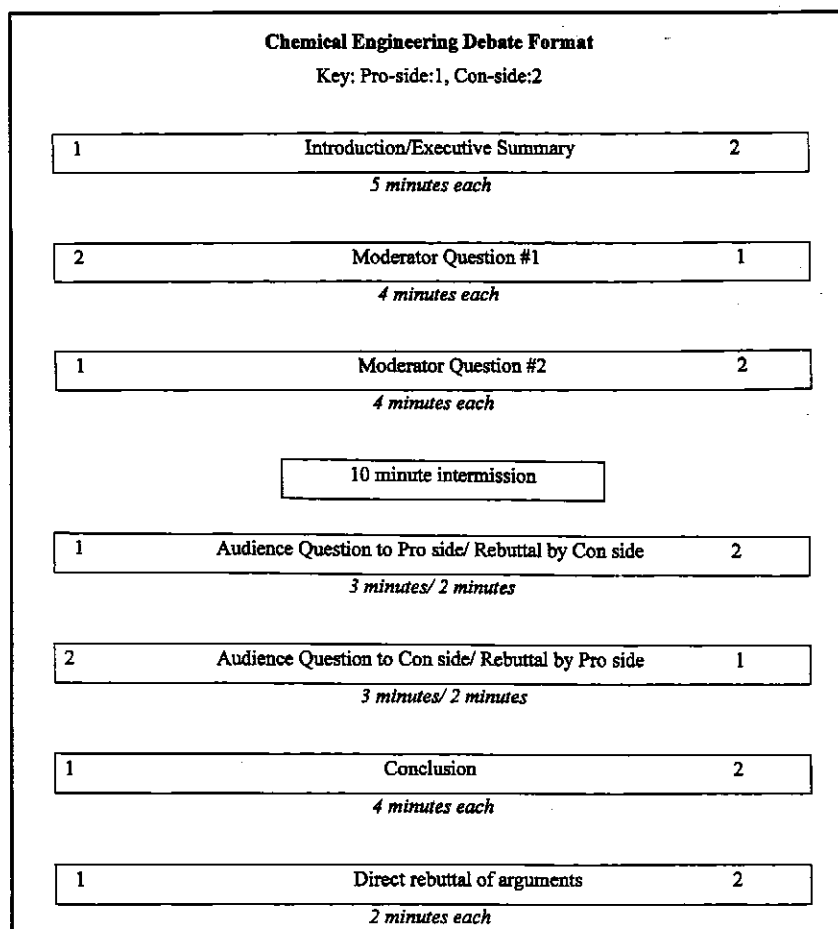 Chemical Engineering Debate Format
Key: Pro-side:1, Con-side:2
1 Introduction/Executive Summary 2
5 minutes each
2 Moderator Question #1 1
4 minutes each
1 Moderator Question #2 2
4 minutes each
10 minute intermission
1 Audience Question to Pro side/ Rebuttal by Con side 2
3 minutes/ 2 minutes
2 Audience Question to Con side/ Rebuttal by Pro side 1
3 minutes/ 2 minutes
1 Conclusion 2
4 minutes each
1 Direct rebuttal of arguments 2
2 minutes each